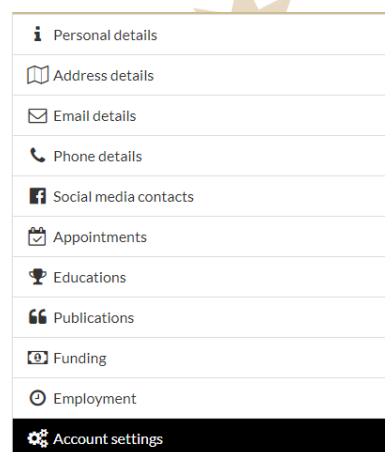 Personal details
Address details
Email details
Phone details
Social media contacts
Appointments
Educations
Publications
Funding
Employment
Account settings